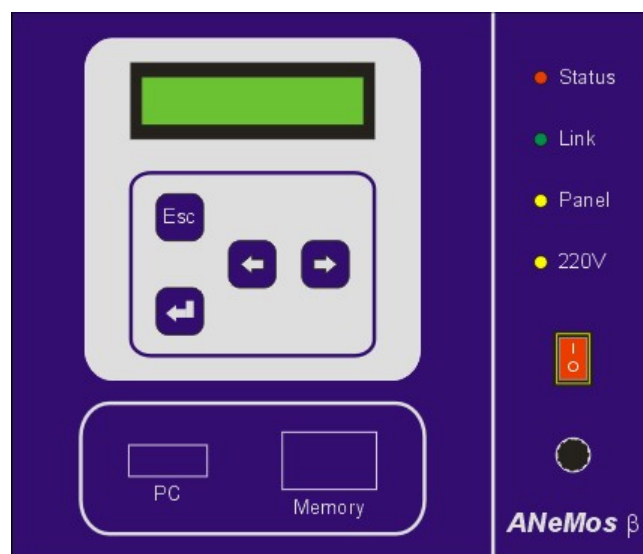 Status
Link
Panel
220V
Esc
PC
Memory
I
O
ANeMos β